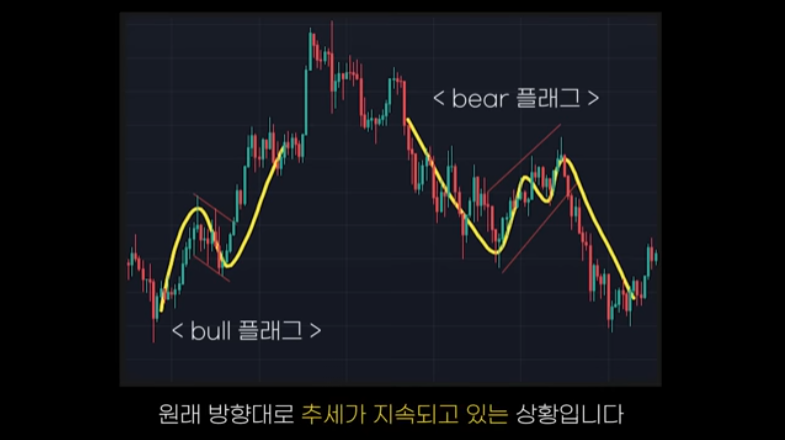 < bear 플래그 >
< bull 플래그 >
원래 방향대로 추세가 지속되고 있는 상황입니다